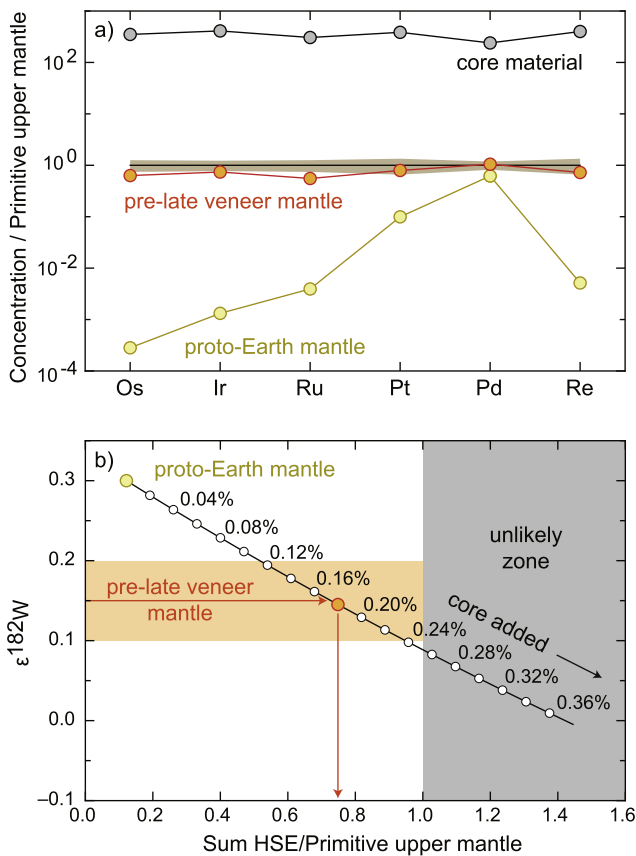 a)
Concentration / Primitive upper mantle
10²
10⁰
10⁻²
10⁻⁴
core material
pre-late veneer mantle
proto-Earth mantle
Os Ir Ru Pt Pd Re
b)
ε¹⁸²W
0.3
0.2
0.1
0.0
–0.1
proto-Earth mantle
0.04%
0.08%
0.12%
0.16%
0.20%
0.24%
0.28%
0.32%
0.36%
pre-late veneer
mantle
unlikely
zone
core added
0.0 0.2 0.4 0.6 0.8 1.0 1.2 1.4 1.6
Sum HSE/Primitive upper mantle